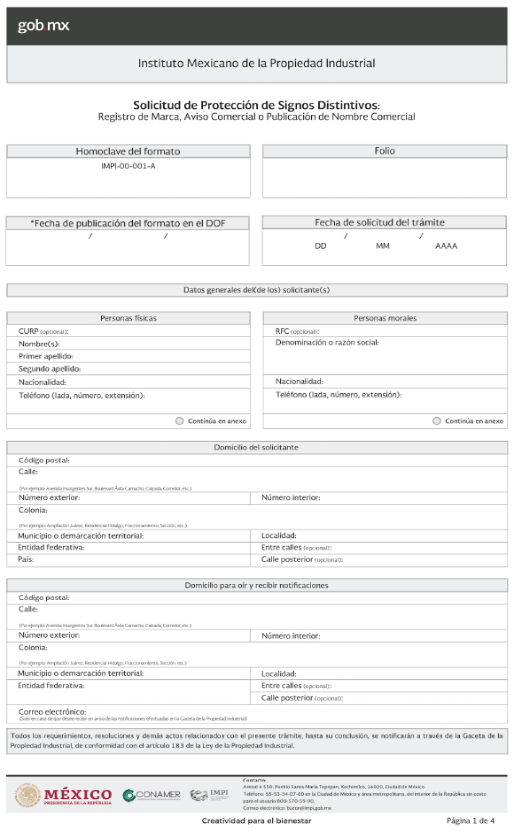 gob mx
Instituto Mexicano de la Propiedad Industrial
Solicitud de Protección de Signos Distintivos:
Registro de Marca, Aviso Comercial o Publicación de Nombre Comercial
Homoclave del formato
IMPI-00-001-A
Folio
*Fecha de publicación del formato en el DOF
/ /
Fecha de solicitud del trámite
/ /
DD MM AAAA
Datos generales del(de los) solicitante(s)
Personas físicas
CURP (opcional):
Nombre(s):
Primer apellido:
Segundo apellido:
Nacionalidad:
Teléfono (lada, número, extensión):
Continúa en anexo
Personas morales
RFC (opcional):
Denominación o razón social:
Nacionalidad:
Teléfono (lada, número, extensión):
Continúa en anexo
Domicilio del solicitante
Código postal:
Calle:
(Por ejemplo: Avenida Insurgentes Sur, Boulevard Ávila Camacho, Calzada, Corredor, etc.)
Número exterior: Número interior:
Colonia:
(Por ejemplo: Ampliación Juárez, Residencial Hidalgo, Fraccionamiento, Sección, etc.)
Municipio o demarcación territorial: Localidad:
Entidad federativa: Entre calles (opcional):
País: Calle posterior (opcional):
Domicilio para oír y recibir notificaciones
Código postal:
Calle:
(Por ejemplo: Avenida Insurgentes Sur, Boulevard Ávila Camacho, Calzada, Corredor, etc.)
Número exterior: Número interior:
Colonia:
(Por ejemplo: Ampliación Juárez, Residencial Hidalgo, Fraccionamiento, Sección, etc.)
Municipio o demarcación territorial: Localidad:
Entidad federativa: Entre calles (opcional):
Calle posterior (opcional):
Correo electrónico:
(Solo en caso de que desee recibir un aviso de las notificaciones efectuadas en la Gaceta de la Propiedad Industrial)
Todos los requerimientos, resoluciones y demás actos relacionados con el presente trámite, hasta su conclusión, se notificarán a través de la Gaceta de la
Propiedad Industrial, de conformidad con el artículo 183 de la Ley de la Propiedad Industrial.
MÉXICO
PRESIDENCIA DE LA REPÚBLICA
CONAMER
IMPI
Contacto:
Arenal # 550, Pueblo Santa María Tepepan, Xochimilco, 16020, Ciudad de México.
Teléfono: 55-53-34-07-00 en la Ciudad de México y área metropolitana, del interior de la República sin costo
para el usuario 800-570-59-90.
Correo electrónico: buzon@impi.gob.mx
Creatividad para el bienestar
Página 1 de 4